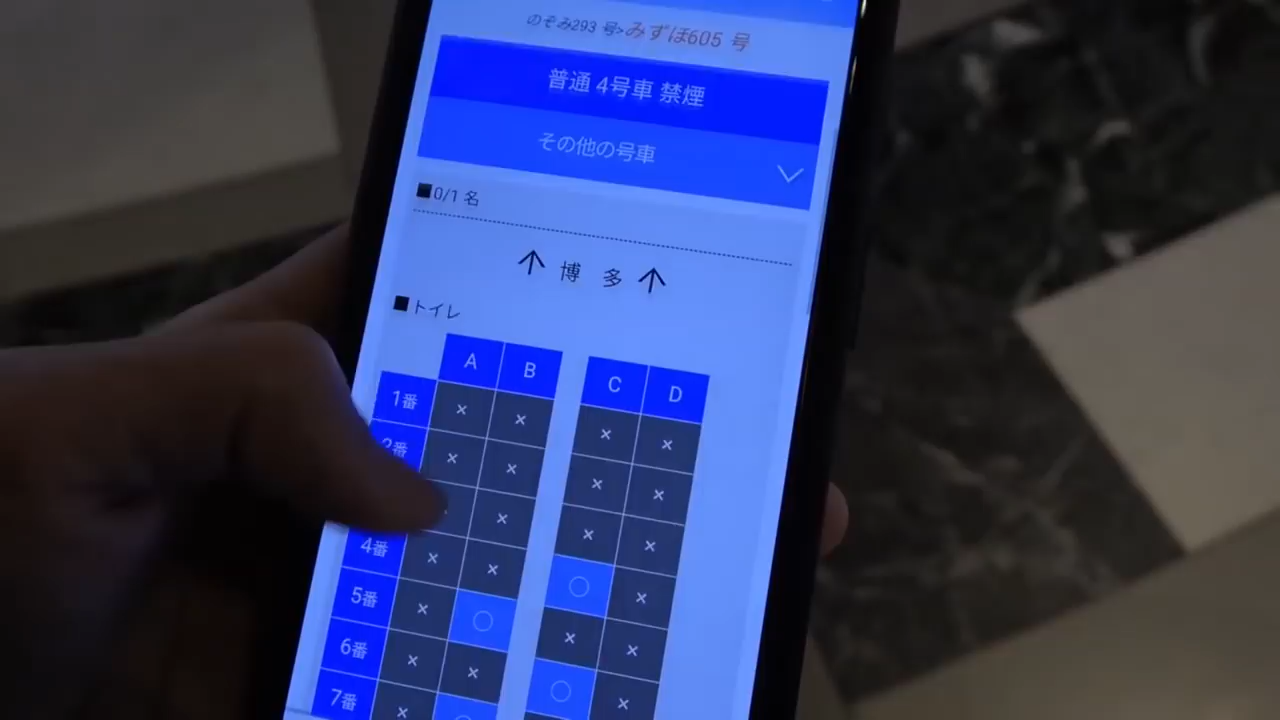 のぞみ293 号>みずほ605 号
普通 4号車 禁煙
その他の号車
■0/1 名
↑ 博 多 ↑
■トイレ
A B C D
1番 × × × ×
2番 × × × ×
× × ×
4番 × × ○ ×
5番 × ○ × ×
6番 × × ○ ×
7番 × ○